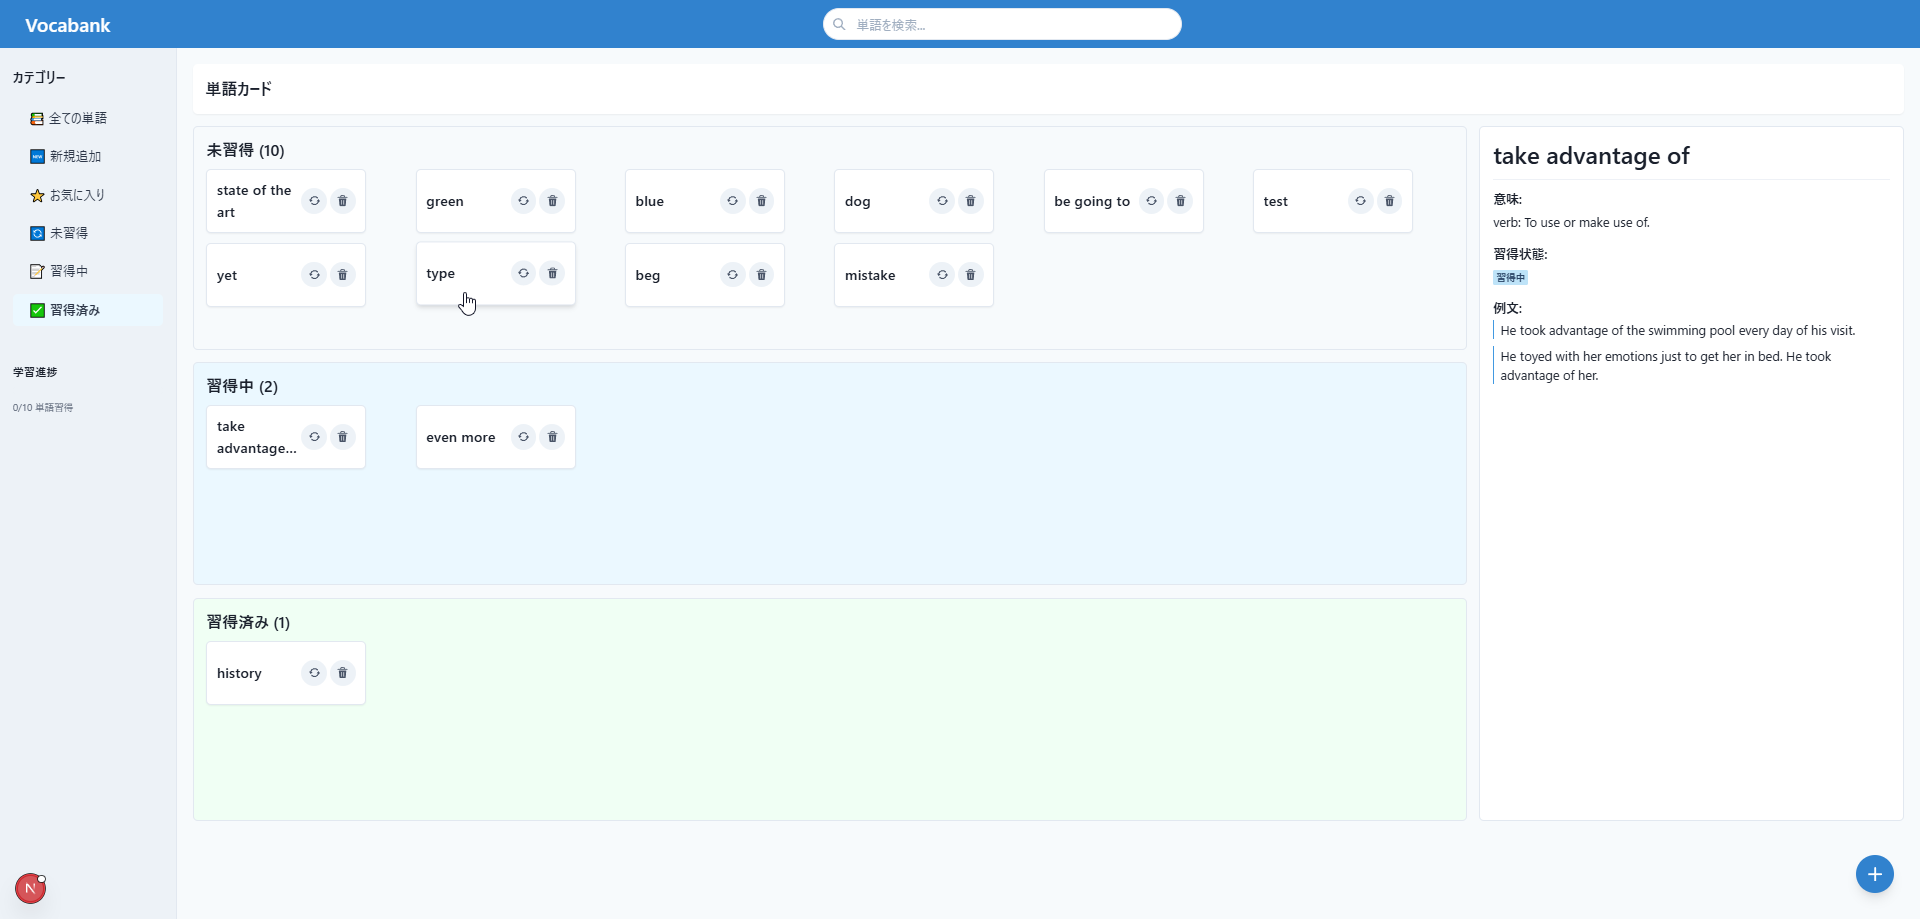 Vocabank
単語を検索...
カテゴリー
全ての単語
新規追加
お気に入り
未習得
習得中
習得済み
学習進捗
0/10 単語習得
単語カード
未習得 (10)
state of the
art
green
blue
dog
be going to
test
yet
type
beg
mistake
習得中 (2)
take
advantage...
even more
習得済み (1)
history
take advantage of
意味:
verb: To use or make use of.
習得状態:
習得中
例文:
He took advantage of the swimming pool every day of his visit.
He toyed with her emotions just to get her in bed. He took
advantage of her.
N